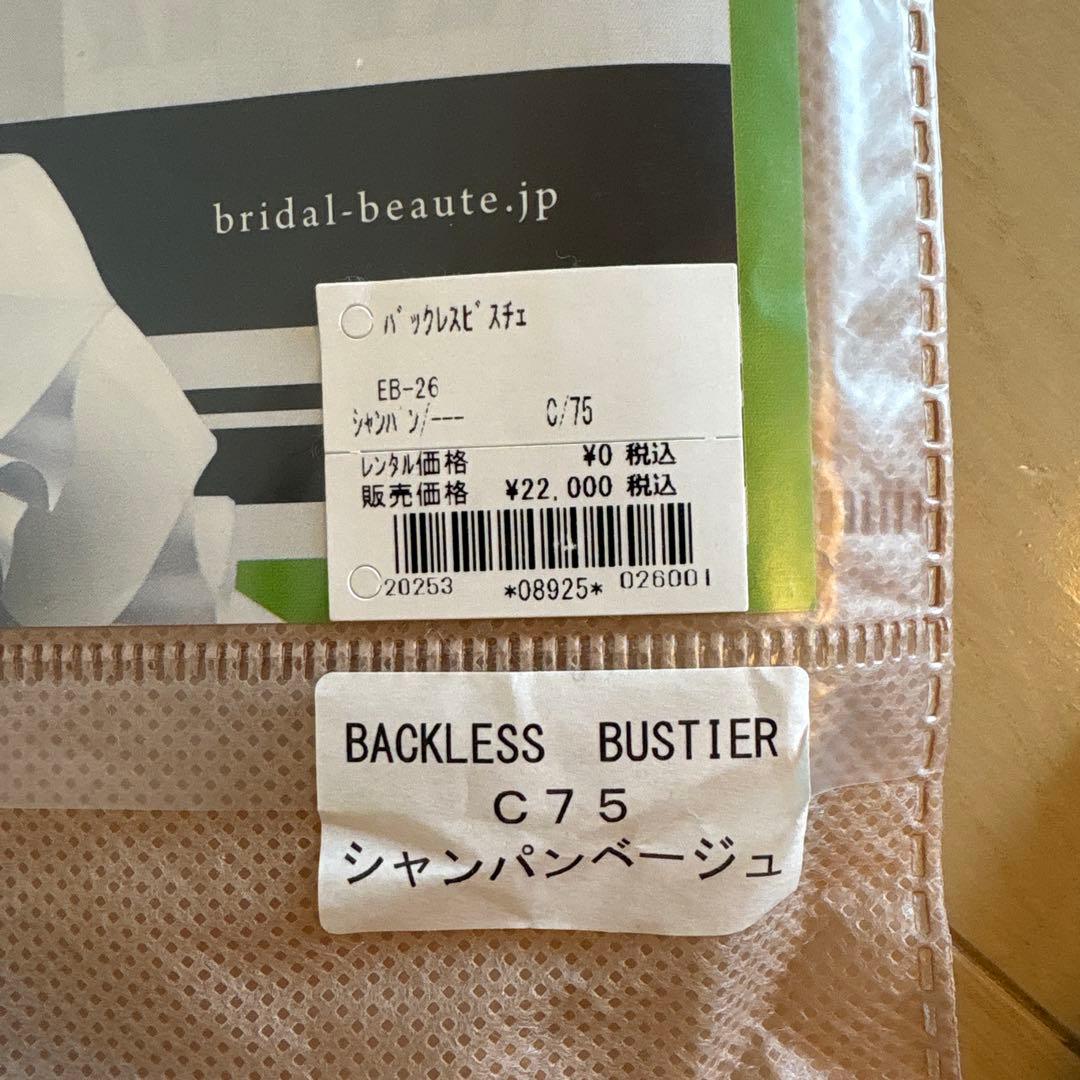 bridal-beaute.jp
バックレスビスチェ
EB-26
シャンパン/--- C/75
レンタル価格 ¥0 税込
販売価格 ¥22,000 税込
20253 *08925* 026001
BACKLESS BUSTIER
C75
シャンパンベージュ